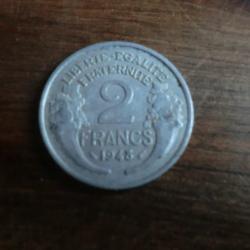 LIBERTE-EGALITE
FRATERNITE
2
FRANCS
1945